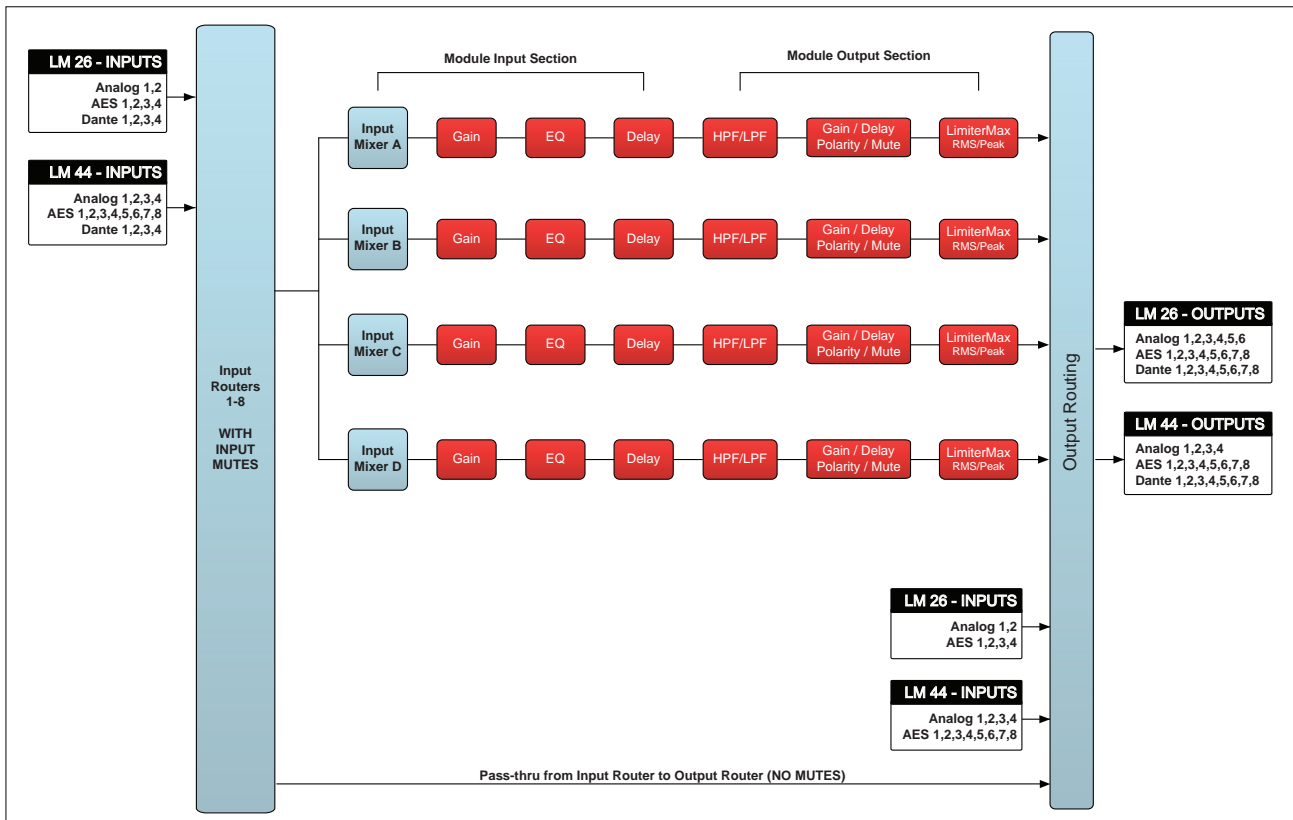 LM 26 - INPUTS
Analog 1,2
AES 1,2,3,4
Dante 1,2,3,4
LM 44 - INPUTS
Analog 1,2,3,4
AES 1,2,3,4,5,6,7,8
Dante 1,2,3,4
Input
Routers
1-8
WITH
INPUT
MUTES
Module Input Section
Module Output Section
Input
Mixer A
Gain
EQ
Delay
HPF/LPF
Gain / Delay
Polarity / Mute
LimiterMax
RMS/Peak
Input
Mixer B
Gain
EQ
Delay
HPF/LPF
Gain / Delay
Polarity / Mute
LimiterMax
RMS/Peak
Input
Mixer C
Gain
EQ
Delay
HPF/LPF
Gain / Delay
Polarity / Mute
LimiterMax
RMS/Peak
Input
Mixer D
Gain
EQ
Delay
HPF/LPF
Gain / Delay
Polarity / Mute
LimiterMax
RMS/Peak
LM 26 - INPUTS
Analog 1,2
AES 1,2,3,4
LM 44 - INPUTS
Analog 1,2,3,4
AES 1,2,3,4,5,6,7,8
Pass-thru from Input Router to Output Router (NO MUTES)
Output Routing
LM 26 - OUTPUTS
Analog 1,2,3,4,5,6
AES 1,2,3,4,5,6,7,8
Dante 1,2,3,4,5,6,7,8
LM 44 - OUTPUTS
Analog 1,2,3,4
AES 1,2,3,4,5,6,7,8
Dante 1,2,3,4,5,6,7,8